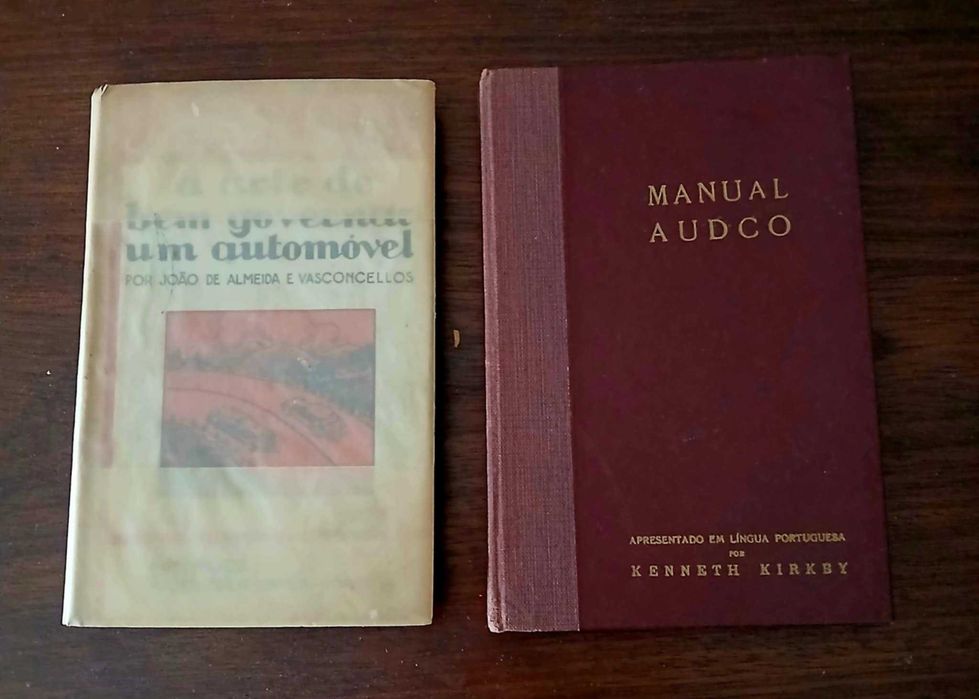 A arte de
bem governar
um automóvel
POR JOÃO DE ALMEIDA E VASCONCELLOS
MANUAL
AUDCO
APRESENTADO EM LÍNGUA PORTUGUESA
POR
KENNETH KIRKBY